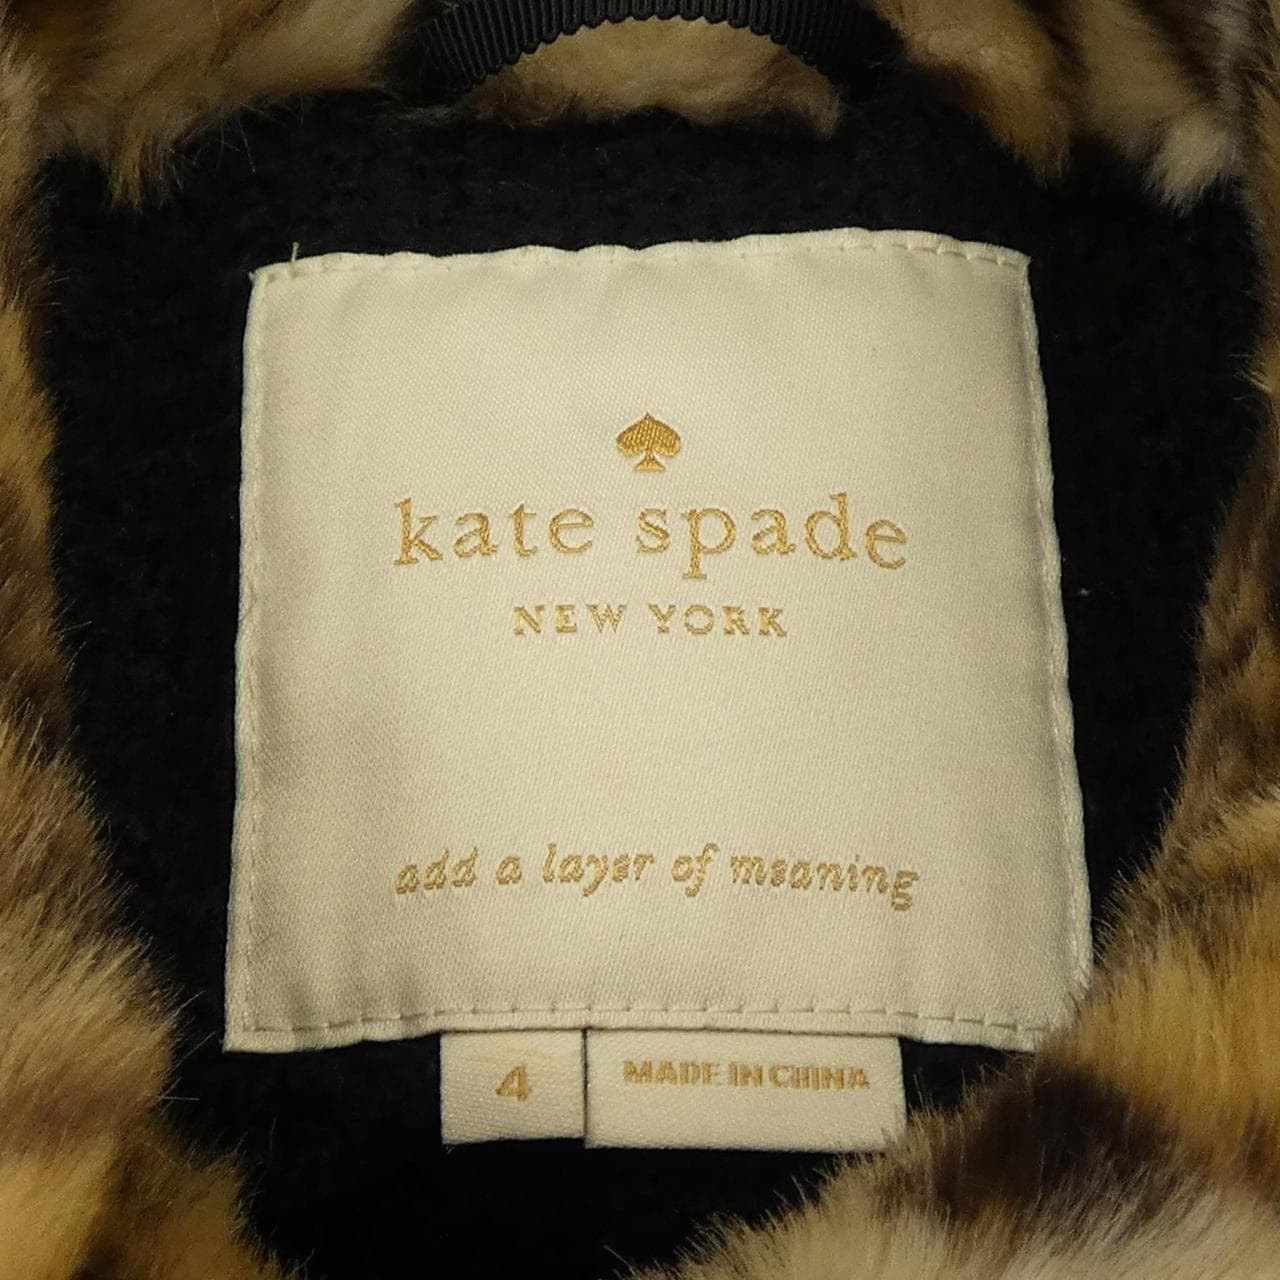 kate spade
NEW YORK
add a layer of meaning
4
MADE IN CHINA